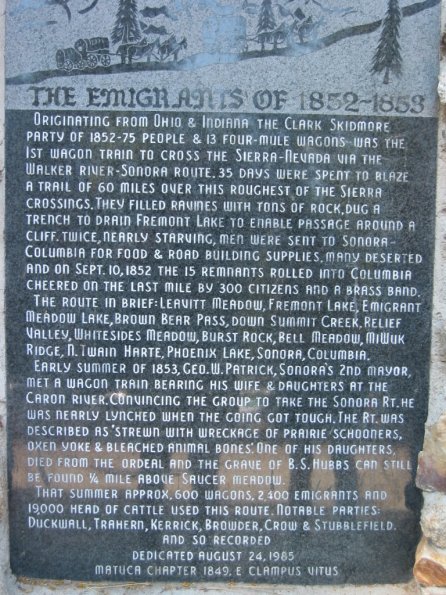 THE EMIGRANTS OF 1852-1853
ORIGINATING FROM OHIO & INDIANA THE CLARK SKIDMORE
PARTY OF 1852-75 PEOPLE & 13 FOUR-MULE WAGONS WAS THE
1ST WAGON TRAIN TO CROSS THE SIERRA-NEVADA VIA THE
WALKER RIVER-SONORA ROUTE. 35 DAYS WERE SPENT TO BLAZE
A TRAIL OF 60 MILES OVER THIS ROUGHEST OF THE SIERRA
CROSSINGS. THEY FILLED RAVINES WITH TONS OF ROCK, DUG A
TRENCH TO DRAIN FREMONT LAKE TO ENABLE PASSAGE AROUND A
CLIFF. TWICE, NEARLY STARVING, MEN WERE SENT TO SONORA-
COLUMBIA FOR FOOD & ROAD BUILDING SUPPLIES. MANY DESERTED
AND ON SEPT. 10, 1852 THE 15 REMNANTS ROLLED INTO COLUMBIA
CHEERED ON THE LAST MILE BY 300 CITIZENS AND A BRASS BAND.
THE ROUTE IN BRIEF: LEAVITT MEADOW, FREMONT LAKE, EMIGRANT
MEADOW LAKE, BROWN BEAR PASS, DOWN SUMMIT CREEK, RELIEF
VALLEY, WHITESIDES MEADOW, BURST ROCK, BELL MEADOW, MIWUK
RIDGE, N. TWAIN HARTE, PHOENIX LAKE, SONORA, COLUMBIA.
EARLY SUMMER OF 1853, GEO. W. PATRICK, SONORA'S 2ND MAYOR,
MET A WAGON TRAIN BEARING HIS WIFE & DAUGHTERS AT THE
CARON RIVER. CONVINCING THE GROUP TO TAKE THE SONORA RT. HE
WAS NEARLY LYNCHED WHEN THE GOING GOT TOUGH. THE RT. WAS
DESCRIBED AS "STREWN WITH WRECKAGE OF PRAIRIE SCHOONERS,
OXEN YOKE & BLEACHED ANIMAL BONES". ONE OF HIS DAUGHTERS,
DIED FROM THE ORDEAL AND THE GRAVE OF B.S. HUBBS CAN STILL
BE FOUND ¼ MILE ABOVE SAUCER MEADOW.
THAT SUMMER APPROX. 600 WAGONS, 2,400 EMIGRANTS AND
19,000 HEAD OF CATTLE USED THIS ROUTE. NOTABLE PARTIES:
DUCKWALL, TRAHERN, KERRICK, BROWDER, CROW & STUBBLEFIELD.
AND SO RECORDED
DEDICATED AUGUST 24, 1985
MATUCA CHAPTER 1849, E CLAMPUS VITUS